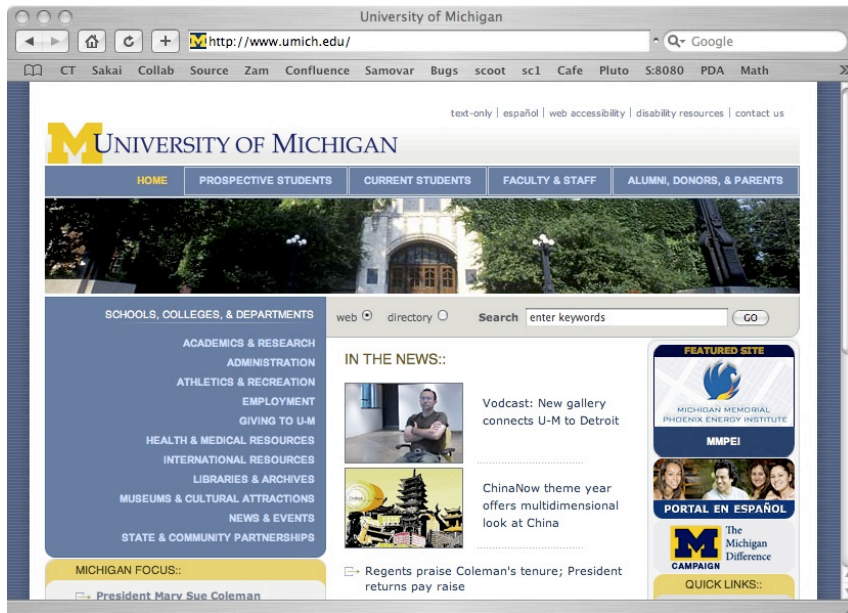 University of Michigan
http://www.umich.edu/
Google
CT Sakai Collab Source Zam Confluence Samovar Bugs scoot sc1 Cafe Pluto S:8080 PDA Math
text-only | español | web accessibility | disability resources | contact us
M UNIVERSITY OF MICHIGAN
HOME PROSPECTIVE STUDENTS CURRENT STUDENTS FACULTY & STAFF ALUMNI, DONORS, & PARENTS
SCHOOLS, COLLEGES, & DEPARTMENTS
ACADEMICS & RESEARCH
ADMINISTRATION
ATHLETICS & RECREATION
EMPLOYMENT
GIVING TO U-M
HEALTH & MEDICAL RESOURCES
INTERNATIONAL RESOURCES
LIBRARIES & ARCHIVES
MUSEUMS & CULTURAL ATTRACTIONS
NEWS & EVENTS
STATE & COMMUNITY PARTNERSHIPS
MICHIGAN FOCUS::
President Mary Sue Coleman
web directory Search enter keywords GO
IN THE NEWS::
Vodcast: New gallery
connects U-M to Detroit
ChinaNow theme year
offers multidimensional
look at China
Regents praise Coleman's tenure; President
returns pay raise
FEATURED SITE
MICHIGAN MEMORIAL
PHOENIX ENERGY INSTITUTE
MMPEI
PORTAL EN ESPAÑOL
M
CAMPAIGN
The
Michigan
Difference
QUICK LINKS::